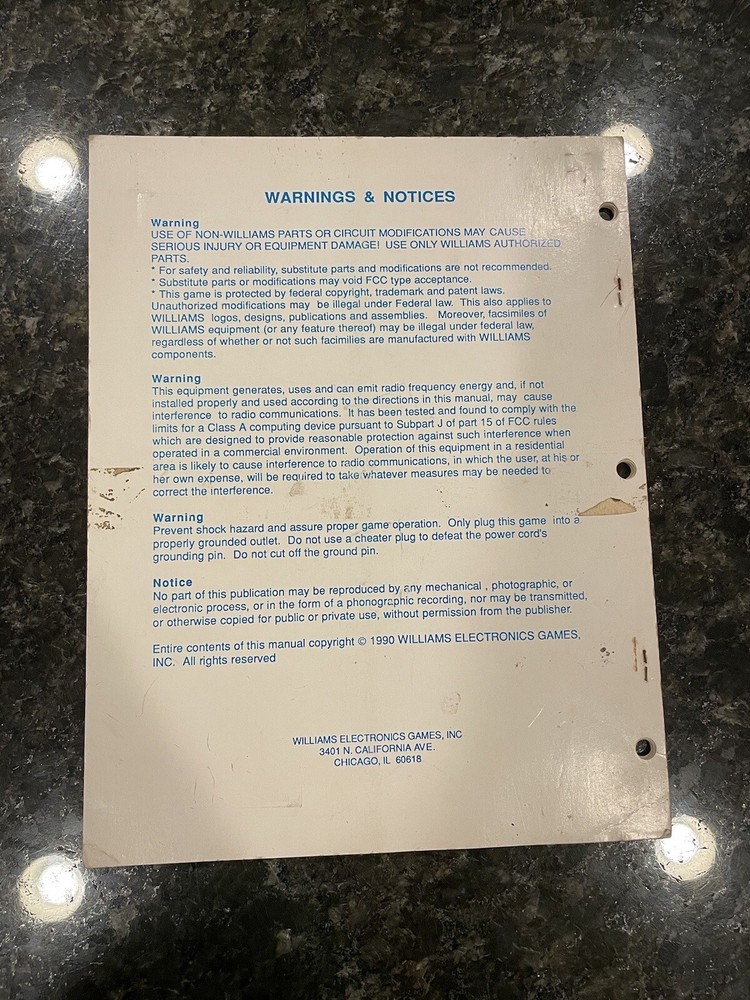 WARNINGS & NOTICES
Warning
USE OF NON-WILLIAMS PARTS OR CIRCUIT MODIFICATIONS MAY CAUSE
SERIOUS INJURY OR EQUIPMENT DAMAGE! USE ONLY WILLIAMS AUTHORIZED
PARTS.
* For safety and reliability, substitute parts and modifications are not recommended.
* Substitute parts or modifications may void FCC type acceptance.
* This game is protected by federal copyright, trademark and patent laws.
Unauthorized modifications may be illegal under Federal law. This also applies to
WILLIAMS logos, designs, publications and assemblies. Moreover, facsimiles of
WILLIAMS equipment (or any feature thereof) may be illegal under federal law,
regardless of whether or not such facimilies are manufactured with WILLIAMS
components.
Warning
This equipment generates, uses and can emit radio frequency energy and, if not
installed properly and used according to the directions in this manual, may cause
interference to radio communications. It has been tested and found to comply with the
limits for a Class A computing device pursuant to Subpart J of part 15 of FCC rules
which are designed to provide reasonable protection against such interference when
operated in a commercial environment. Operation of this equipment in a residential
area is likely to cause interference to radio communications, in which the user, at his or
her own expense, will be required to take whatever measures may be needed to
correct the interference.
Warning
Prevent shock hazard and assure proper game operation. Only plug this game into a
properly grounded outlet. Do not use a cheater plug to defeat the power cord's
grounding pin. Do not cut off the ground pin.
Notice
No part of this publication may be reproduced by any mechanical , photographic, or
electronic process, or in the form of a phonographic recording, nor may be transmitted,
or otherwise copied for public or private use, without permission from the publisher.
Entire contents of this manual copyright © 1990 WILLIAMS ELECTRONICS GAMES,
INC. All rights reserved
WILLIAMS ELECTRONICS GAMES, INC
3401 N. CALIFORNIA AVE.
CHICAGO, IL 60618